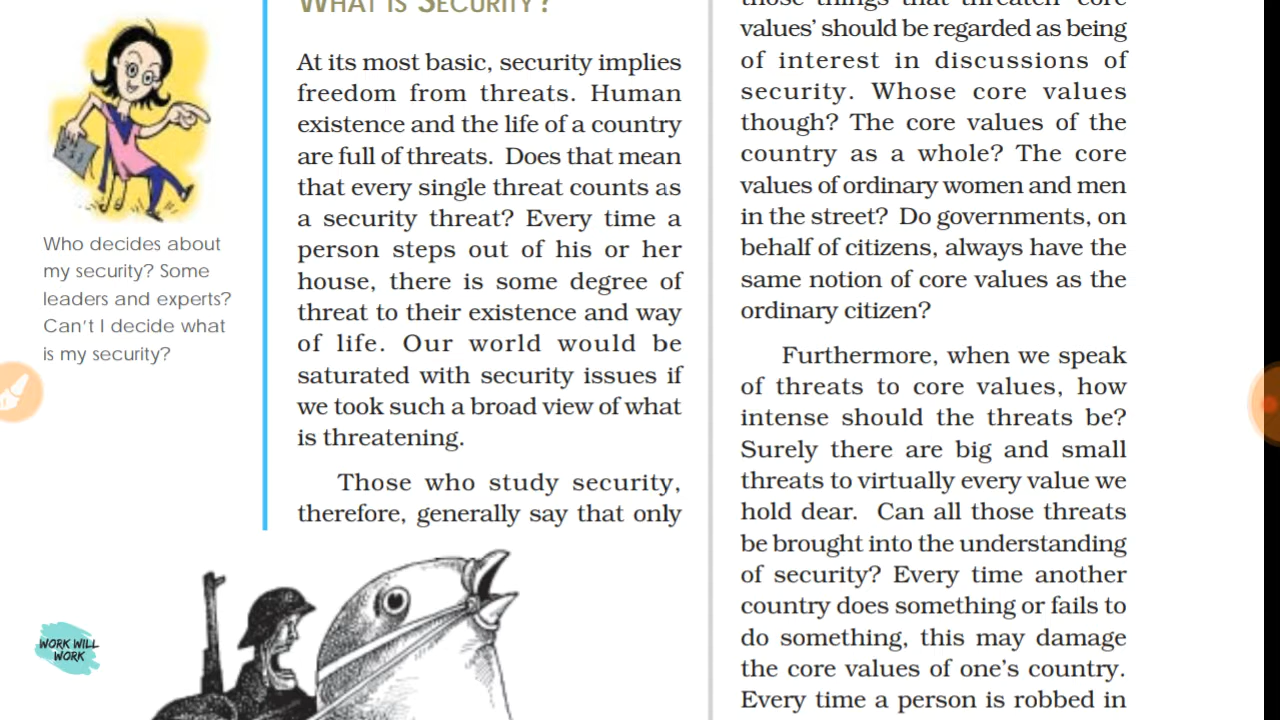 WHAT IS SECURITY?
At its most basic, security implies
freedom from threats. Human
existence and the life of a country
are full of threats. Does that mean
that every single threat counts as
a security threat? Every time a
person steps out of his or her
house, there is some degree of
threat to their existence and way
of life. Our world would be
saturated with security issues if
we took such a broad view of what
is threatening.
Those who study security,
therefore, generally say that only
Who decides about
my security? Some
leaders and experts?
Can't I decide what
is my security?
WORK WILL
WORK
those things that threaten 'core
values' should be regarded as being
of interest in discussions of
security. Whose core values
though? The core values of the
country as a whole? The core
values of ordinary women and men
in the street? Do governments, on
behalf of citizens, always have the
same notion of core values as the
ordinary citizen?
Furthermore, when we speak
of threats to core values, how
intense should the threats be?
Surely there are big and small
threats to virtually every value we
hold dear. Can all those threats
be brought into the understanding
of security? Every time another
country does something or fails to
do something, this may damage
the core values of one's country.
Every time a person is robbed in